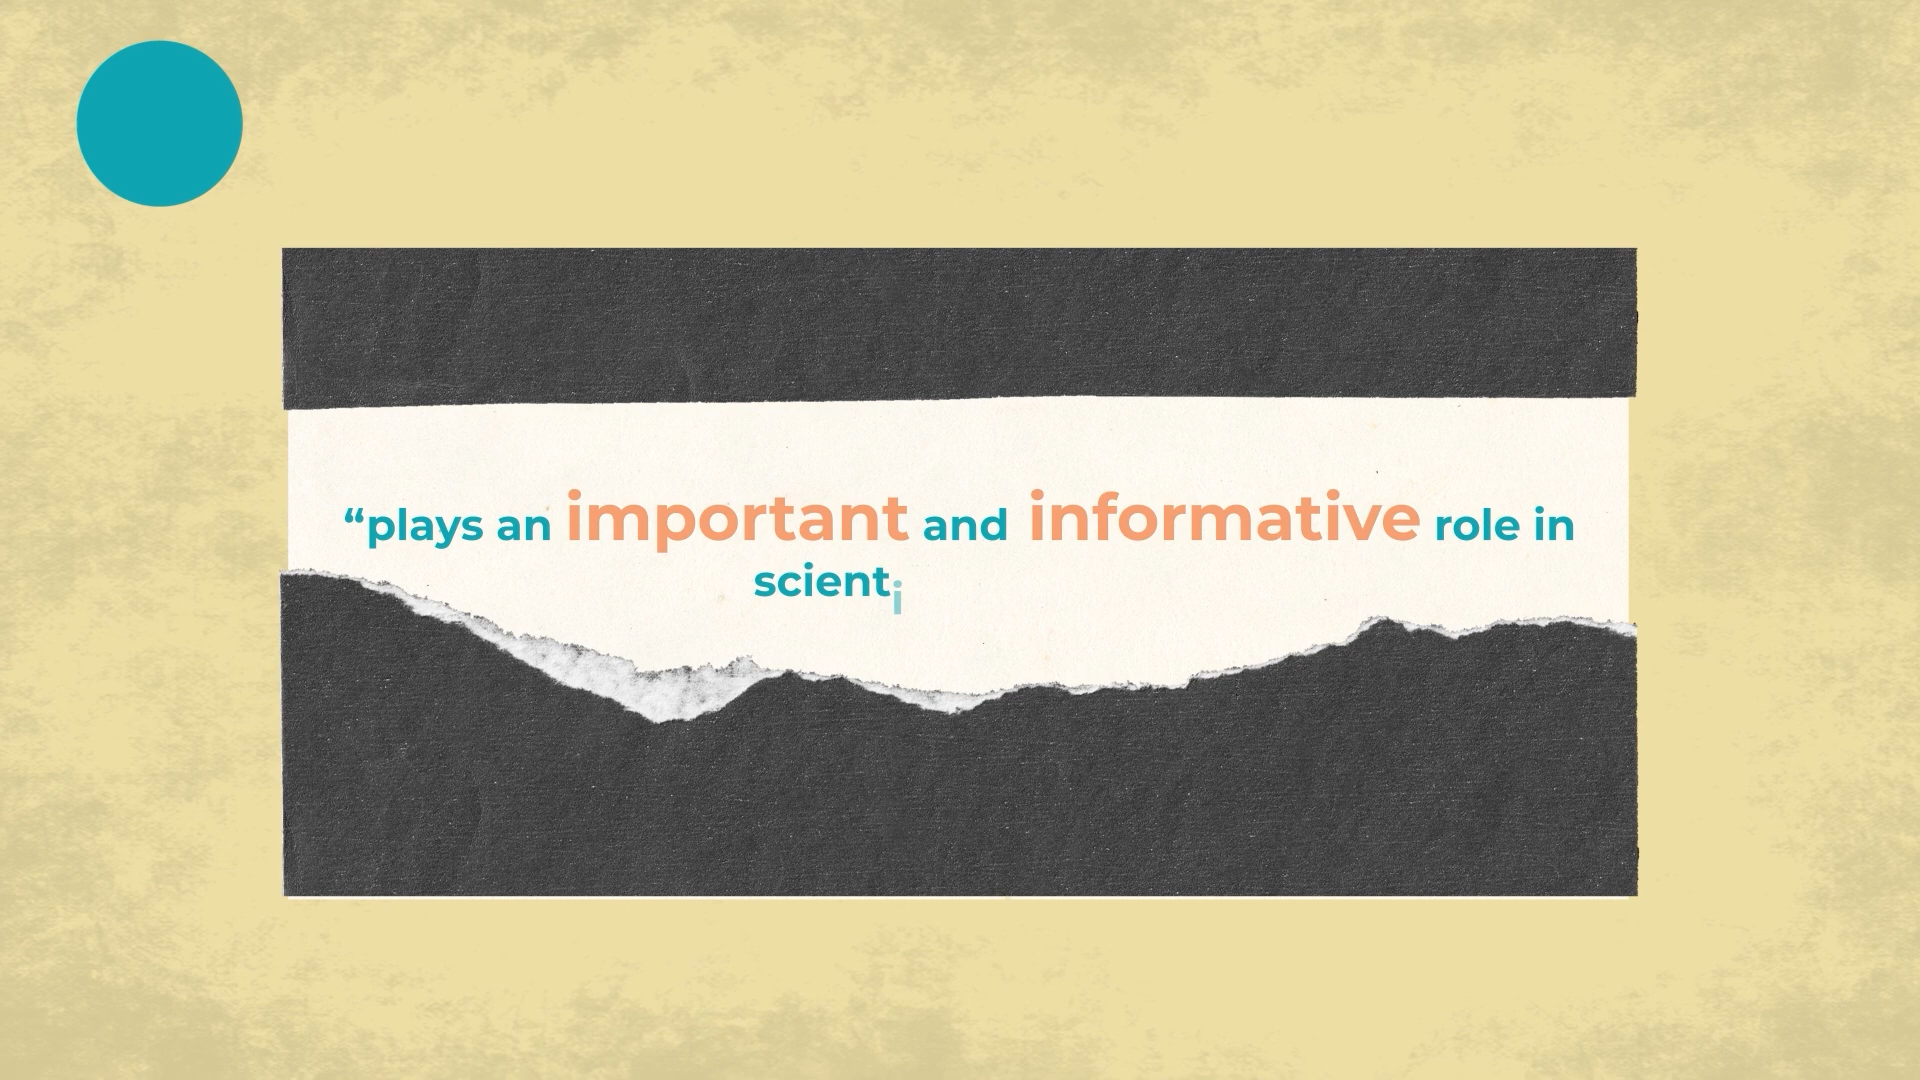 “plays an important and informative role in
scienti